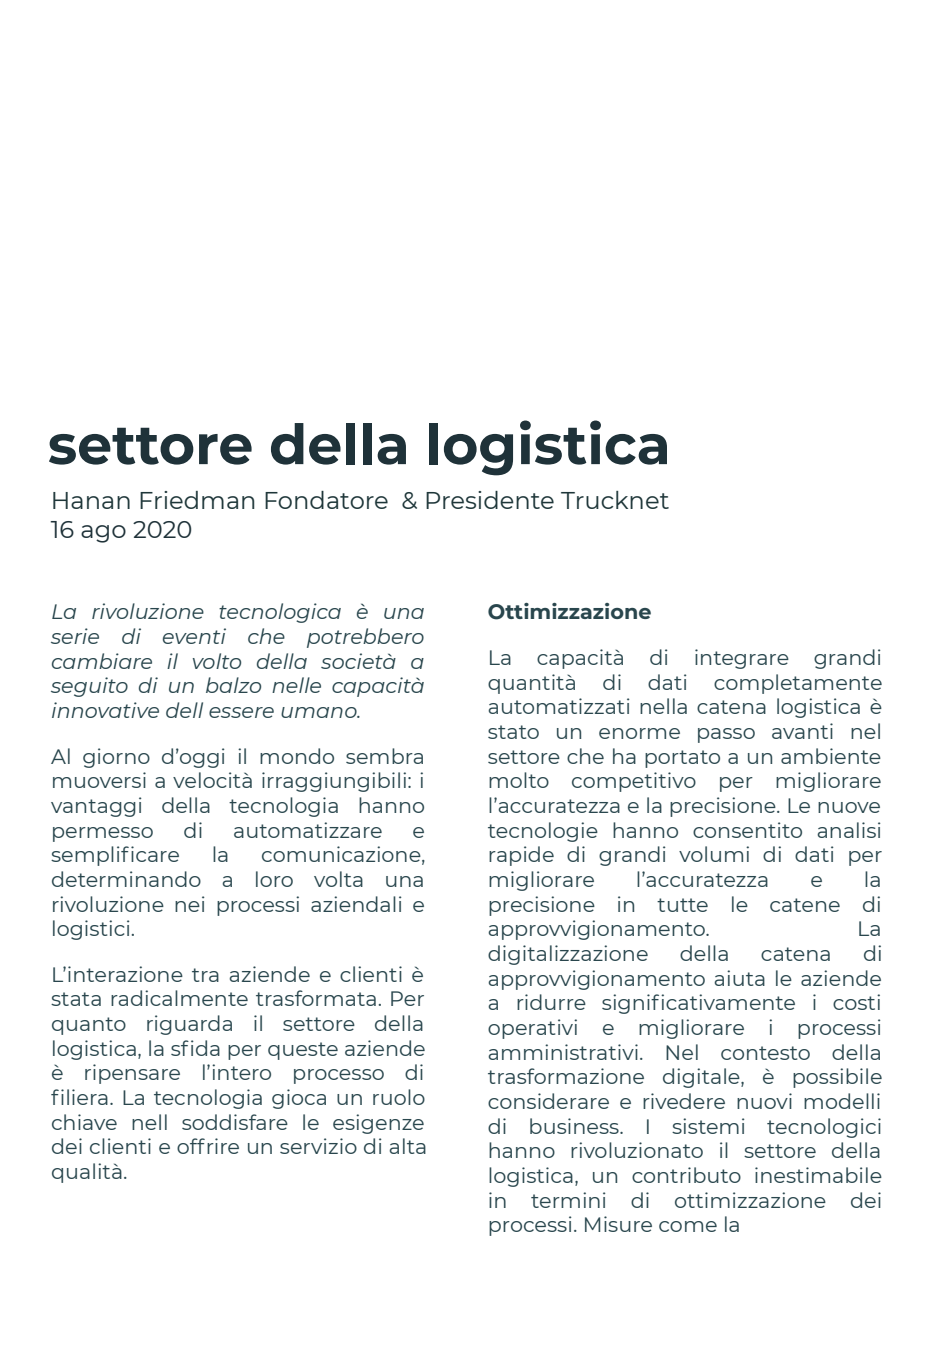 settore della logistica
Hanan Friedman Fondatore  & Presidente Trucknet
16 ago 2020
La rivoluzione tecnologica è una
serie di eventi che potrebbero
cambiare il volto della società a
seguito di un balzo nelle capacità
innovative dell essere umano.
Al giorno d’oggi il mondo sembra
muoversi a velocità irraggiungibili: i
vantaggi della tecnologia hanno
permesso di automatizzare e
semplificare la comunicazione,
determinando a loro volta una
rivoluzione nei processi aziendali e
logistici.
L’interazione tra aziende e clienti è
stata radicalmente trasformata. Per
quanto riguarda il settore della
logistica, la sfida per queste aziende
è ripensare l’intero processo di
filiera. La tecnologia gioca un ruolo
chiave nell soddisfare le esigenze
dei clienti e offrire un servizio di alta
qualità.
Ottimizzazione
La capacità di integrare grandi
quantità di dati completamente
automatizzati nella catena logistica è
stato un enorme passo avanti nel
settore che ha portato a un ambiente
molto competitivo per migliorare
l’accuratezza e la precisione. Le nuove
tecnologie hanno consentito analisi
rapide di grandi volumi di dati per
migliorare l’accuratezza e la
precisione in tutte le catene di
approvvigionamento. La
digitalizzazione della catena di
approvvigionamento aiuta le aziende
a ridurre significativamente i costi
operativi e migliorare i processi
amministrativi. Nel contesto della
trasformazione digitale, è possibile
considerare e rivedere nuovi modelli
di business. I sistemi tecnologici
hanno rivoluzionato il settore della
logistica, un contributo inestimabile
in termini di ottimizzazione dei
processi. Misure come la